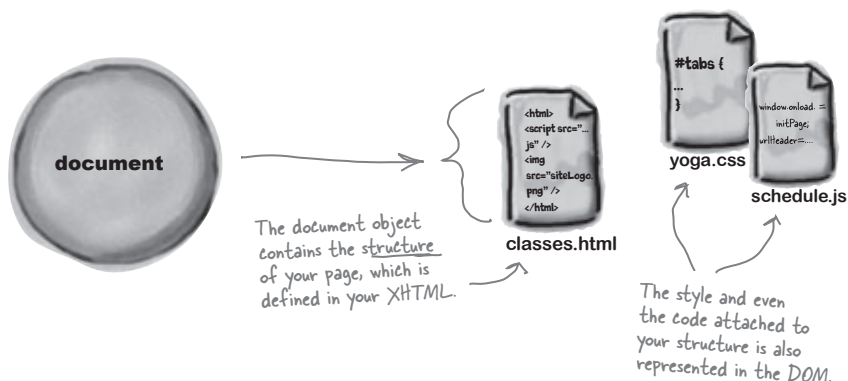 document
<html>
<script src="...
js" />
<img
src="siteLogo.
png" />
</html>
classes.html
#tabs {
...
}
yoga.css
window.onload. =
initPage;
urlHeader=....
schedule.js
The document object
contains the structure
of your page, which is
defined in your XHTML.
The style and even
the code attached to
your structure is also
represented in the DOM.